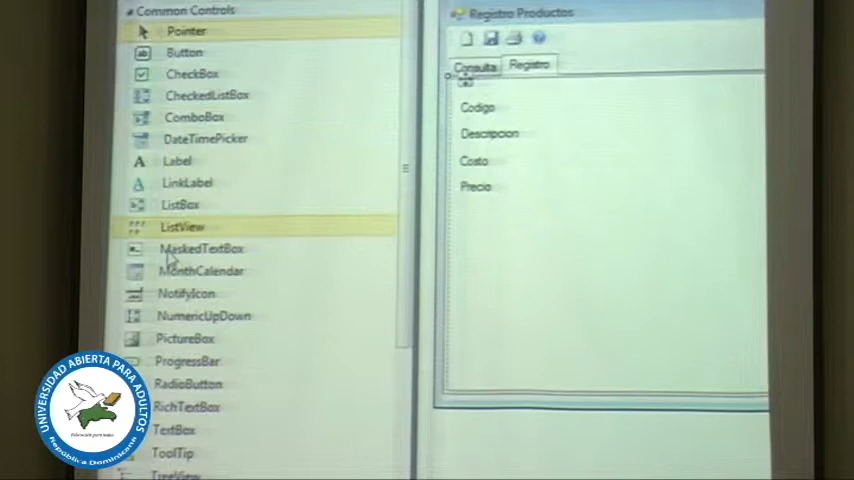 Common Controls
Pointer
Button
CheckBox
CheckedListBox
ComboBox
DateTimePicker
Label
LinkLabel
ListBox
ListView
MaskedTextBox
MonthCalendar
NotifyIcon
NumericUpDown
PictureBox
ProgressBar
RadioButton
RichTextBox
TextBox
ToolTip
TreeView
Registro Productos
Consulta Registro
Codigo
Descripcion
Costo
Precio
UNIVERSIDAD ABIERTA PARA ADULTOS
República Dominicana